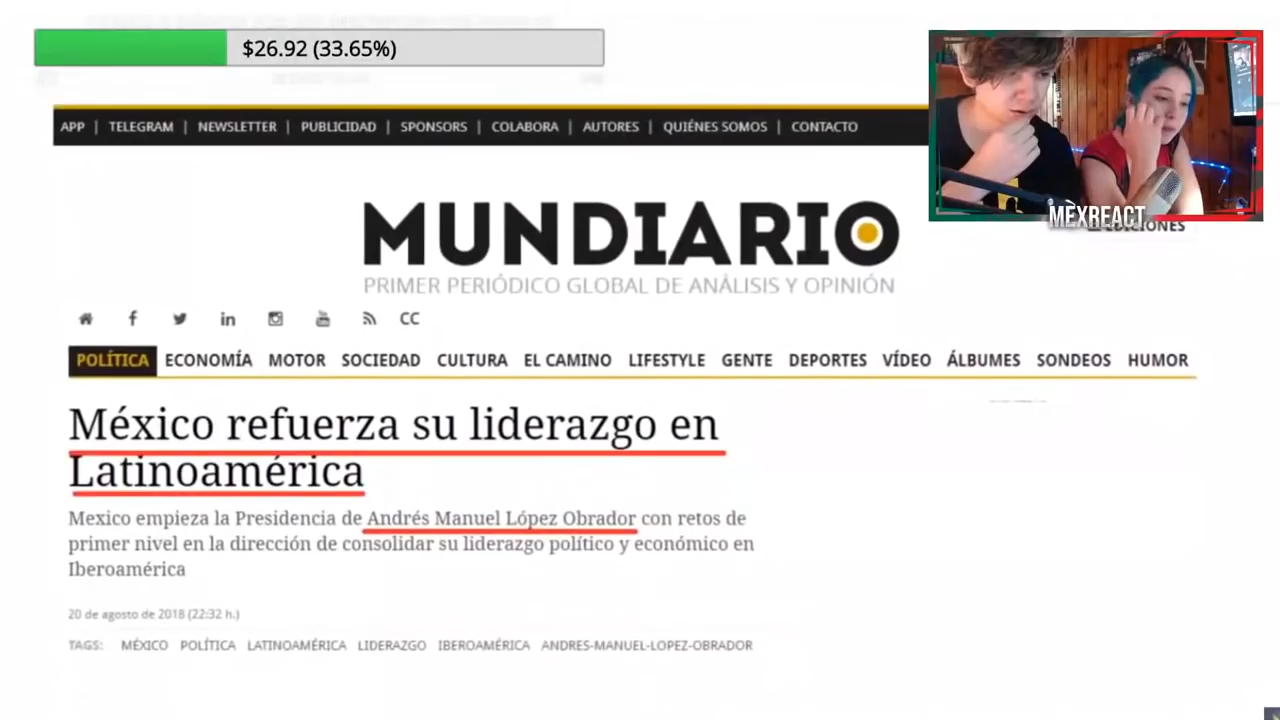 $26.92 (33.65%)
APP | TELEGRAM | NEWSLETTER | PUBLICIDAD | SPONSORS | COLABORA | AUTORES | QUIÉNES SOMOS | CONTACTO
MUNDIARIO
PRIMER PERIÓDICO GLOBAL DE ANÁLISIS Y OPINIÓN
MEXREACT
EDICIONES
CC
POLÍTICA ECONOMÍA MOTOR SOCIEDAD CULTURA EL CAMINO LIFESTYLE GENTE DEPORTES VÍDEO ÁLBUMES SONDEOS HUMOR
México refuerza su liderazgo en
Latinoamérica
Mexico empieza la Presidencia de Andrés Manuel López Obrador con retos de
primer nivel en la dirección de consolidar su liderazgo político y económico en
Iberoamérica
20 de agosto de 2018 (22:32 h.)
TAGS: MÉXICO POLÍTICA LATINOAMÉRICA LIDERAZGO IBEROAMÉRICA ANDRES-MANUEL-LOPEZ-OBRADOR